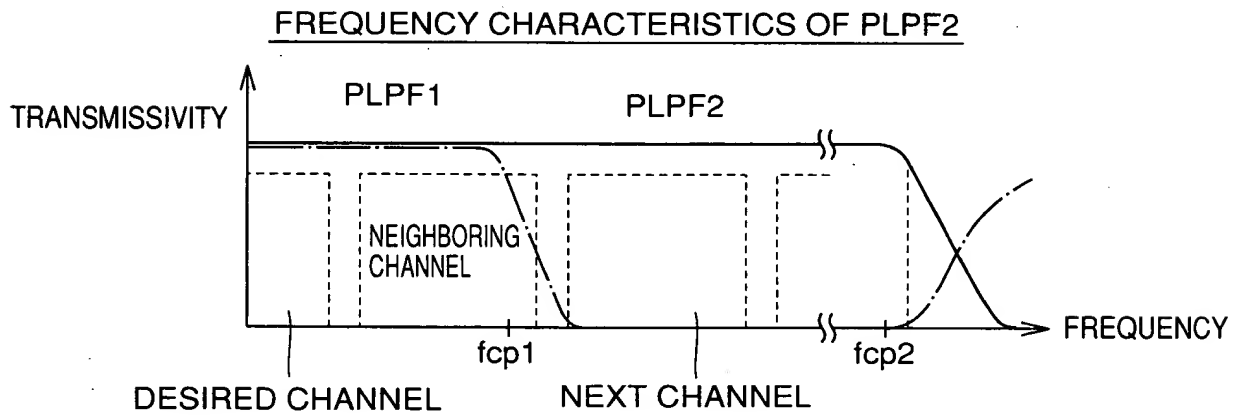 FREQUENCY CHARACTERISTICS OF PLPF2
PLPF1
PLPF2
TRANSMISSIVITY
NEIGHBORING
CHANNEL
FREQUENCY
fcp1
fcp2
DESIRED CHANNEL
NEXT CHANNEL